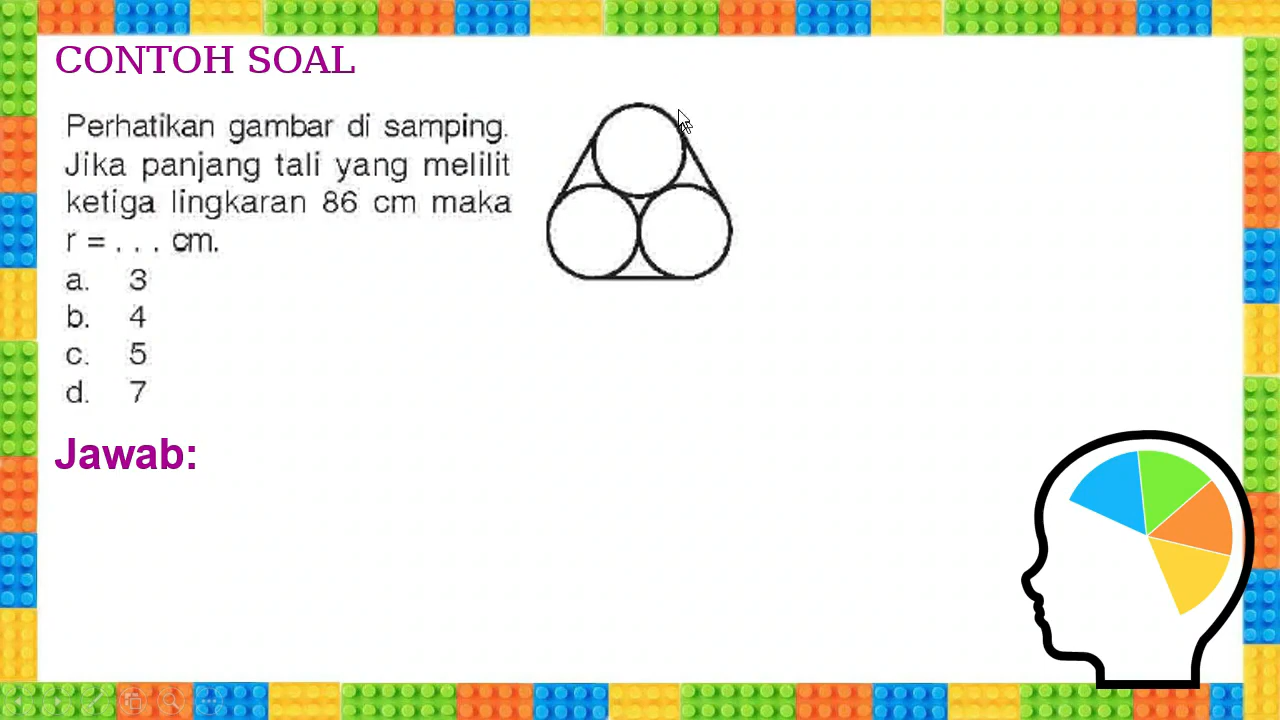 CONTOH SOAL
Perhatikan gambar di samping.
Jika panjang tali yang melilit
ketiga lingkaran 86 cm maka
r = . . . cm.
a. 3
b. 4
c. 5
d. 7
Jawab: